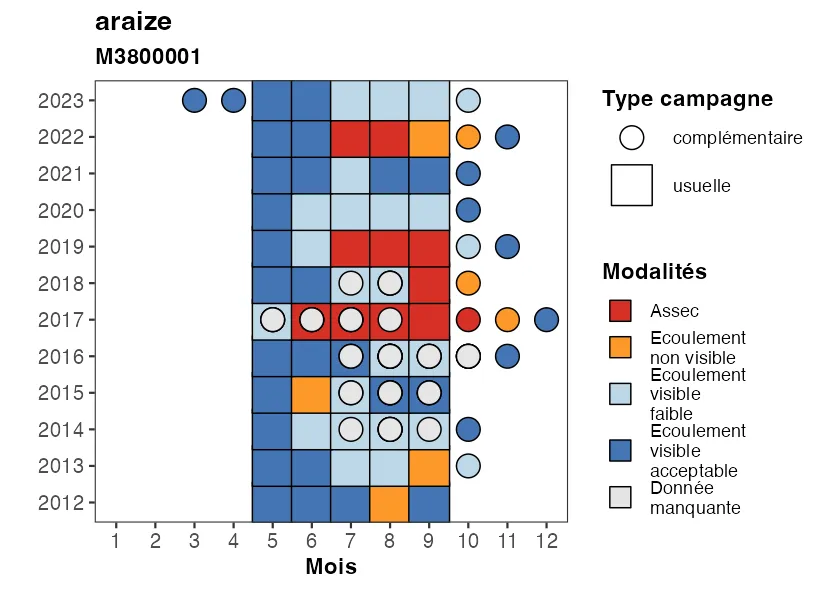 araize
M3800001
2023
2022
2021
2020
2019
2018
2017
2016
2015
2014
2013
2012
1 2 3 4 5 6 7 8 9 10 11 12
Mois
Type campagne
complémentaire
usuelle
Modalités
Assec
Ecoulement
non visible
Ecoulement
visible
faible
Ecoulement
visible
acceptable
Donnée
manquante